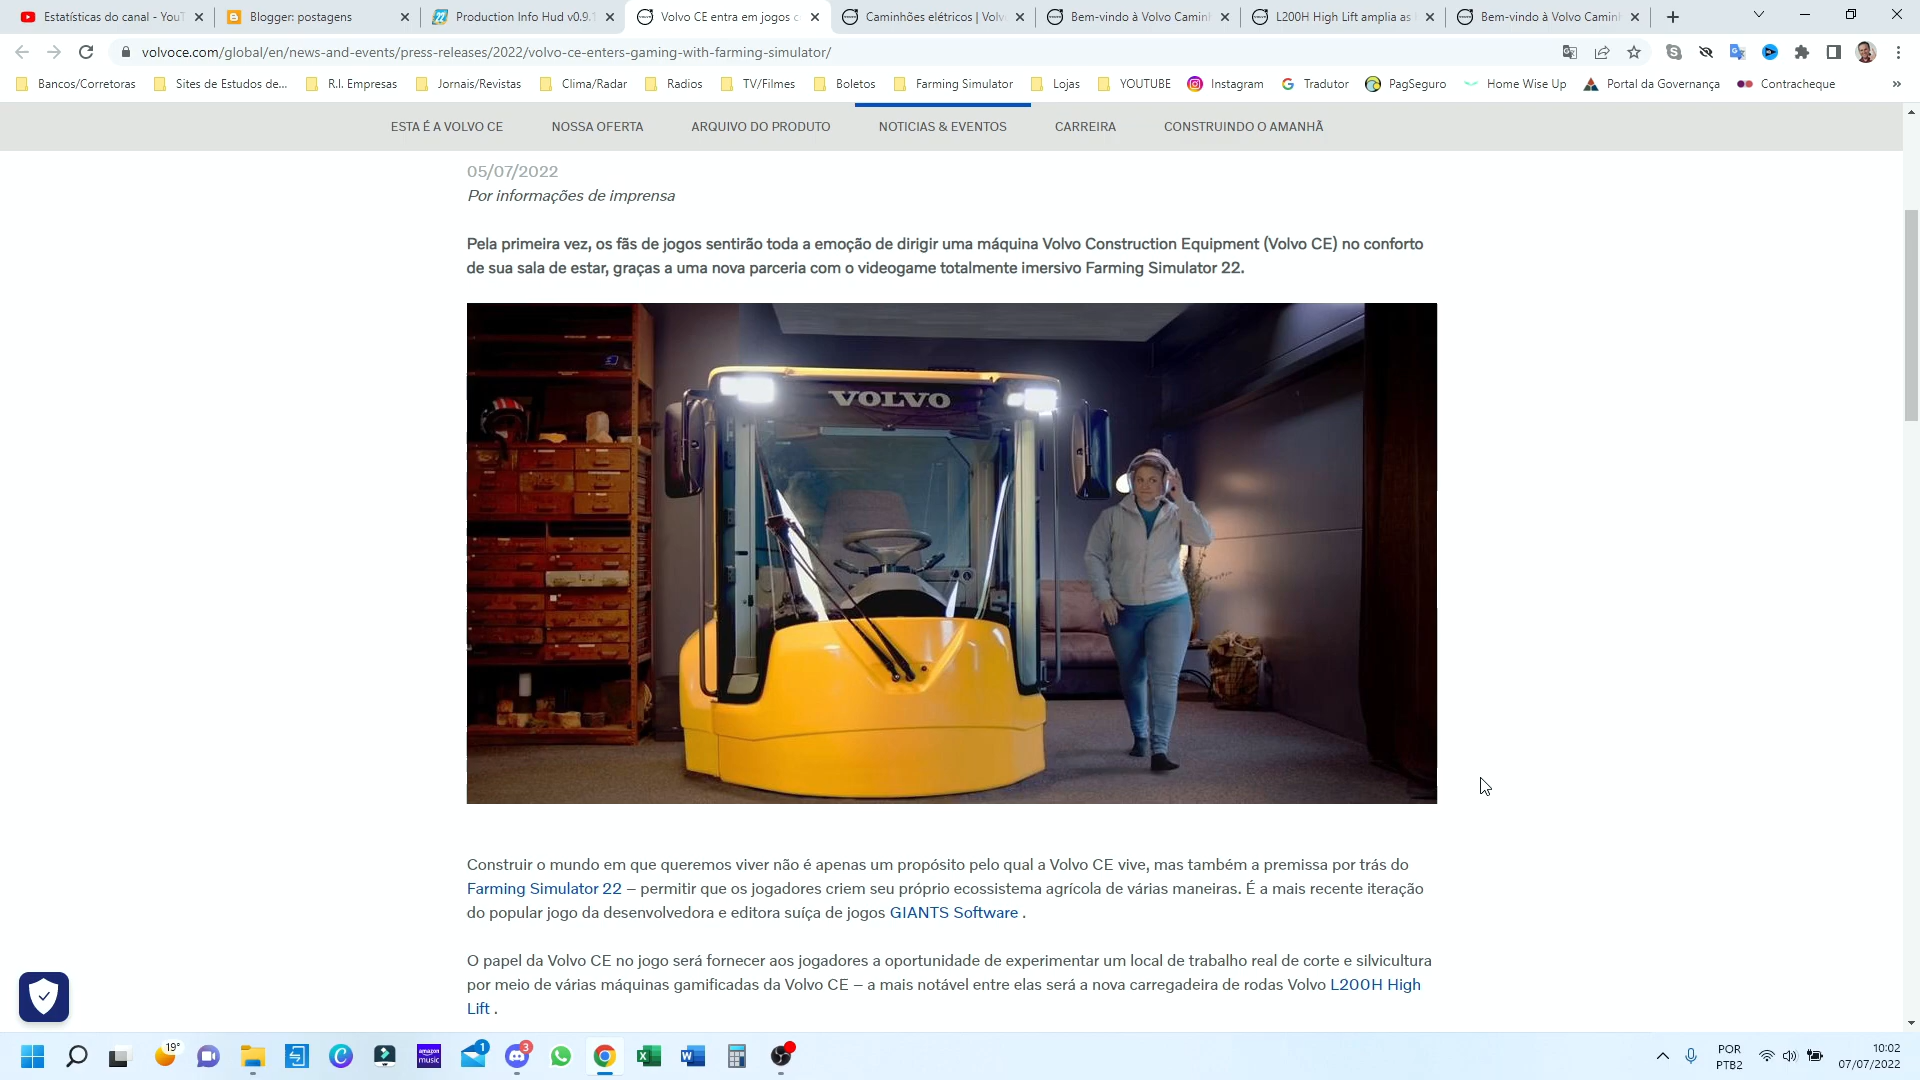 Estatísticas do canal - YouT
Blogger: postagens
Production Info Hud v0.9.
Volvo CE entra em jogos c
Caminhões elétricos | Volv
Bem-vindo à Volvo Camin
L200H High Lift amplia as
Bem-vindo à Volvo Camin
volvoce.com/global/en/news-and-events/press-releases/2022/volvo-ce-enters-gaming-with-farming-simulator/
Bancos/Corretoras
Sites de Estudos de...
R.I. Empresas
Jornais/Revistas
Clima/Radar
Radios
TV/Filmes
Boletos
Farming Simulator
Lojas
YOUTUBE
Instagram
Tradutor
PagSeguro
Home Wise Up
Portal da Governança
Contracheque
»
ESTA É A VOLVO CE
NOSSA OFERTA
ARQUIVO DO PRODUTO
NOTICIAS & EVENTOS
CARREIRA
CONSTRUINDO O AMANHÃ
05/07/2022
Por informações de imprensa
Pela primeira vez, os fãs de jogos sentirão toda a emoção de dirigir uma máquina Volvo Construction Equipment (Volvo CE) no conforto
de sua sala de estar, graças a uma nova parceria com o videogame totalmente imersivo Farming Simulator 22.
VOLVO
Construir o mundo em que queremos viver não é apenas um propósito pelo qual a Volvo CE vive, mas também a premissa por trás do
Farming Simulator 22 – permitir que os jogadores criem seu próprio ecossistema agrícola de várias maneiras. É a mais recente iteração
do popular jogo da desenvolvedora e editora suíça de jogos GIANTS Software .
O papel da Volvo CE no jogo será fornecer aos jogadores a oportunidade de experimentar um local de trabalho real de corte e silvicultura
por meio de várias máquinas gamificadas da Volvo CE – a mais notável entre elas será a nova carregadeira de rodas Volvo L200H High
Lift .
19°
amazon
music
1
3
POR
PTB2
10:02
07/07/2022